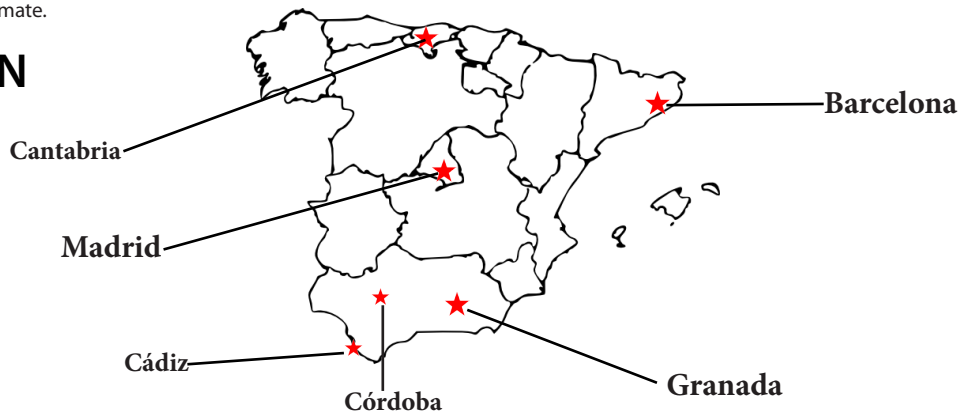 mate.
N
Cantabria
Barcelona
Madrid
Cádiz
Córdoba
Granada